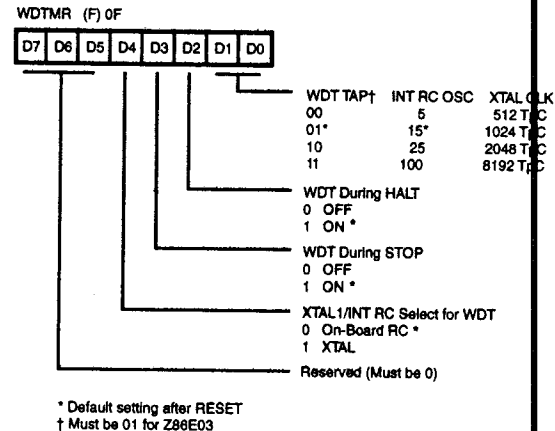 WDTMR (F) 0F
D7 D6 D5 D4 D3 D2 D1 D0
WDT TAP† INT RC OSC XTAL CLK
00 5 512 TpC
01* 15* 1024 TpC
10 25 2048 TpC
11 100 8192 TpC
WDT During HALT
0 OFF
1 ON *
WDT During STOP
0 OFF
1 ON *
XTAL1/INT RC Select for WDT
0 On-Board RC *
1 XTAL
Reserved (Must be 0)
* Default setting after RESET
† Must be 01 for Z86E03